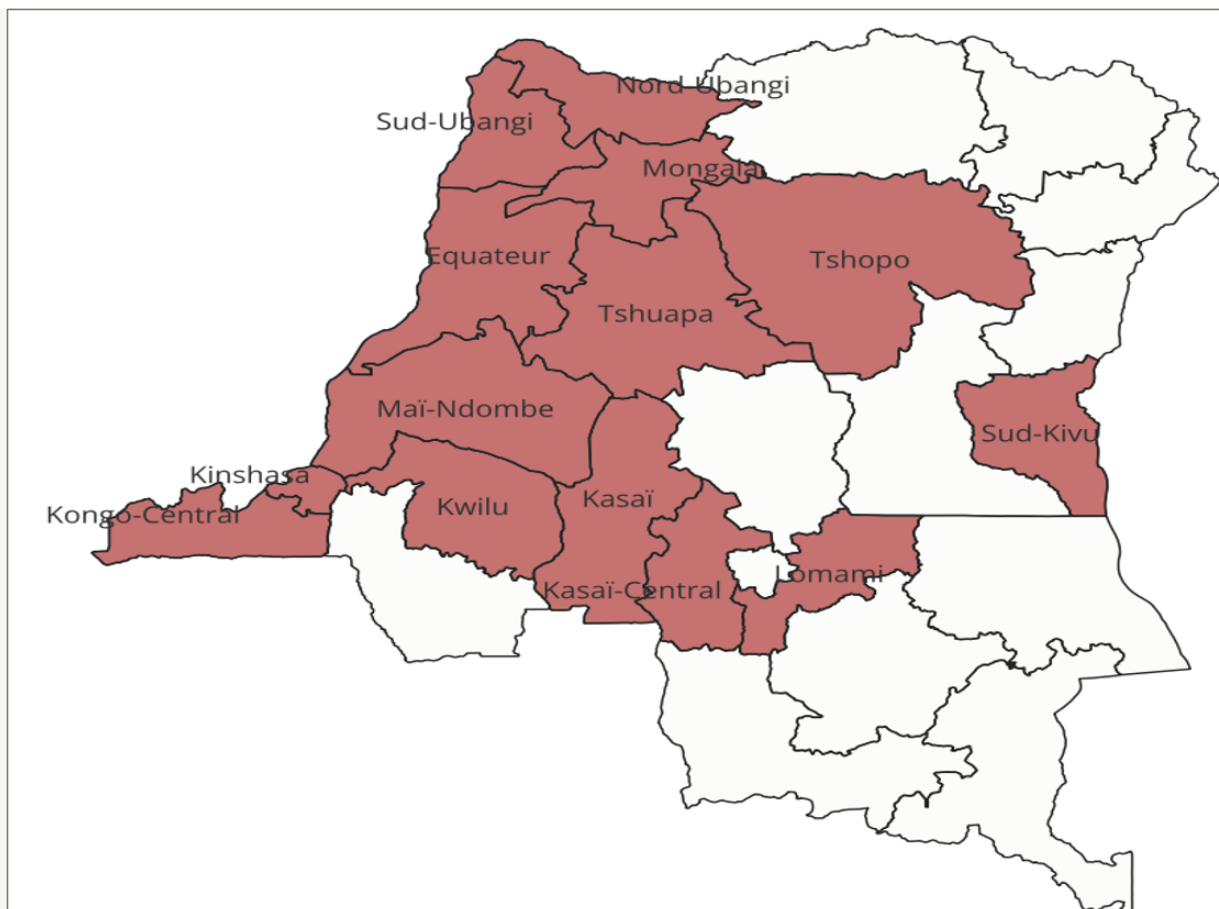 Nord-Ubangi
Sud-Ubangi
Mongala
Equateur
Tshopo
Tshuapa
Maï-Ndombe
Sud-Kivu
Kinshasa
Kasaï
Kwilu
Kongo-Central
Lomami
Kasaï-Central